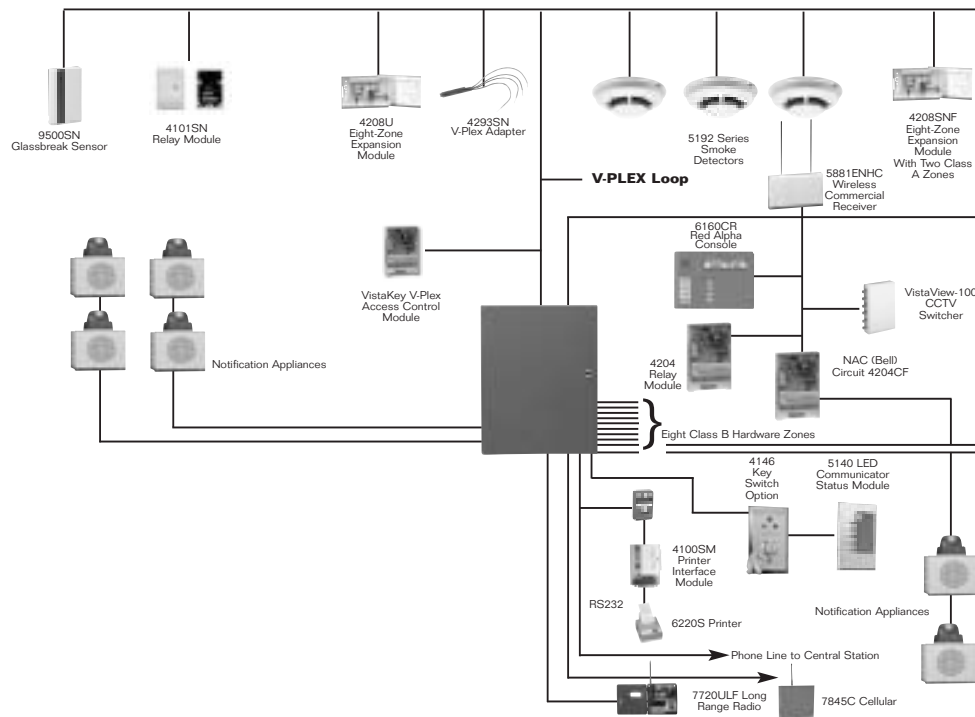 9500SN
Glassbreak Sensor
4101SN
Relay Module
4208U
Eight-Zone
Expansion
Module
4293SN
V-Plex Adapter
5192 Series
Smoke
Detectors
4208SNF
Eight-Zone
Expansion
Module
With Two Class
A Zones
V-PLEX Loop
5881ENHC
Wireless
Commercial
Receiver
6160CR
Red Alpha
Console
VistaKey V-Plex
Access Control
Module
VistaView-100
CCTV
Switcher
Notification Appliances
4204
Relay
Module
NAC (Bell)
Circuit 4204CF
Eight Class B Hardware Zones
4146
Key
Switch
Option
5140 LED
Communicator
Status Module
4100SM
Printer
Interface
Module
RS232
6220S Printer
Notification Appliances
Phone Line to Central Station
7720ULF Long
Range Radio
7845C Cellular